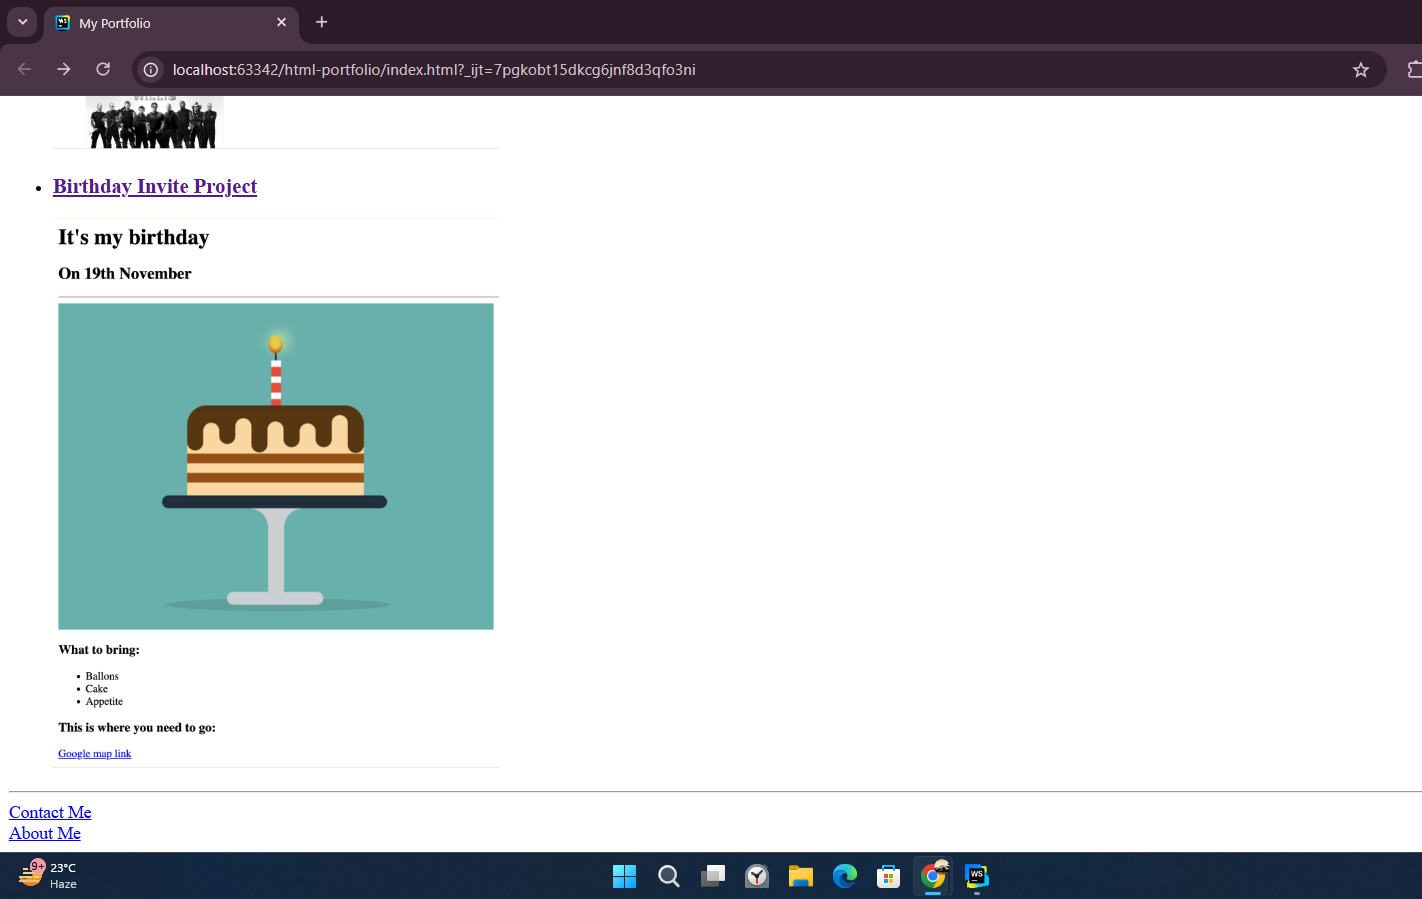 My Portfolio
localhost:63342/html-portfolio/index.html?_ijt=7pgkobt15dkcg6jnf8d3qfo3ni
Birthday Invite Project
It's my birthday
On 19th November
What to bring:
Ballons
Cake
Appetite
This is where you need to go:
Google map link
Contact Me
About Me
9+
23°C
Haze
WS